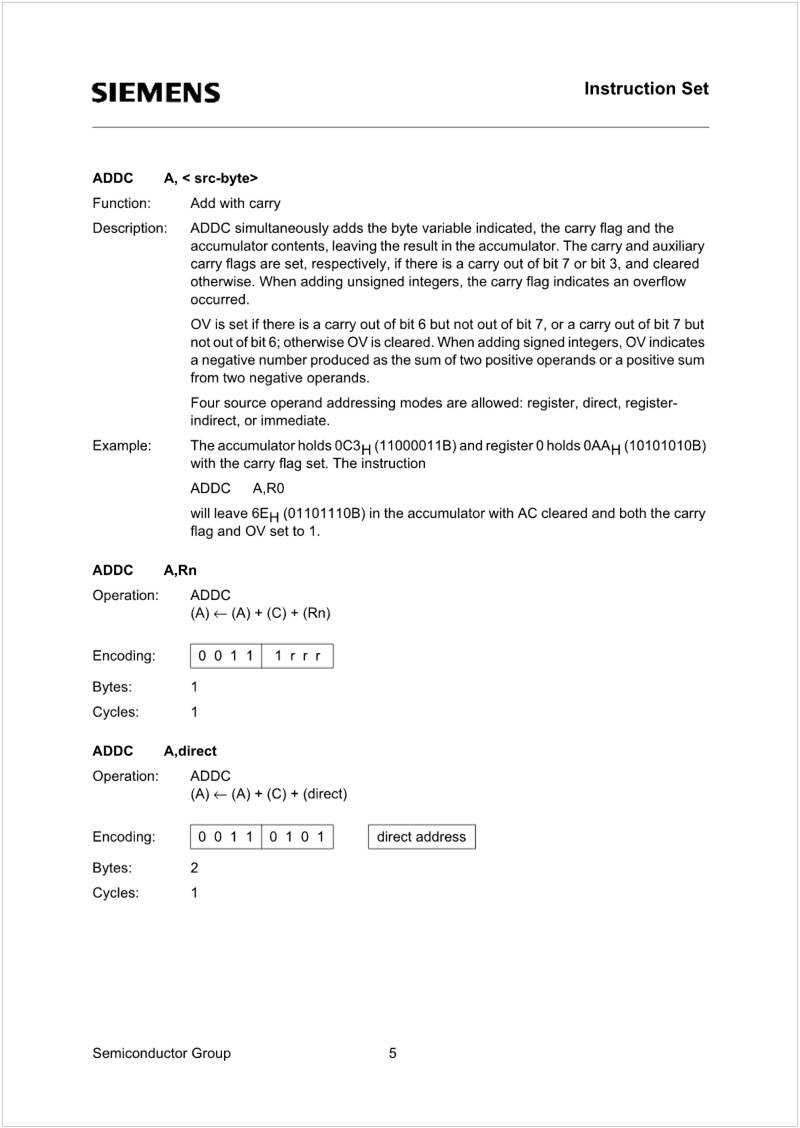 SIEMENS
Instruction Set
ADDC A, < src-byte>
Function: Add with carry
Description: ADDC simultaneously adds the byte variable indicated, the carry flag and the
accumulator contents, leaving the result in the accumulator. The carry and auxiliary
carry flags are set, respectively, if there is a carry out of bit 7 or bit 3, and cleared
otherwise. When adding unsigned integers, the carry flag indicates an overflow
occurred.
OV is set if there is a carry out of bit 6 but not out of bit 7, or a carry out of bit 7 but
not out of bit 6; otherwise OV is cleared. When adding signed integers, OV indicates
a negative number produced as the sum of two positive operands or a positive sum
from two negative operands.
Four source operand addressing modes are allowed: register, direct, register-
indirect, or immediate.
Example: The accumulator holds 0C3H (11000011B) and register 0 holds 0AAH (10101010B)
with the carry flag set. The instruction
ADDC A,R0
will leave 6EH (01101110B) in the accumulator with AC cleared and both the carry
flag and OV set to 1.
ADDC A,Rn
Operation: ADDC
(A) ← (A) + (C) + (Rn)
Encoding: 0 0 1 1 1 r r r
Bytes: 1
Cycles: 1
ADDC A,direct
Operation: ADDC
(A) ← (A) + (C) + (direct)
Encoding: 0 0 1 1 0 1 0 1 direct address
Bytes: 2
Cycles: 1
Semiconductor Group 5